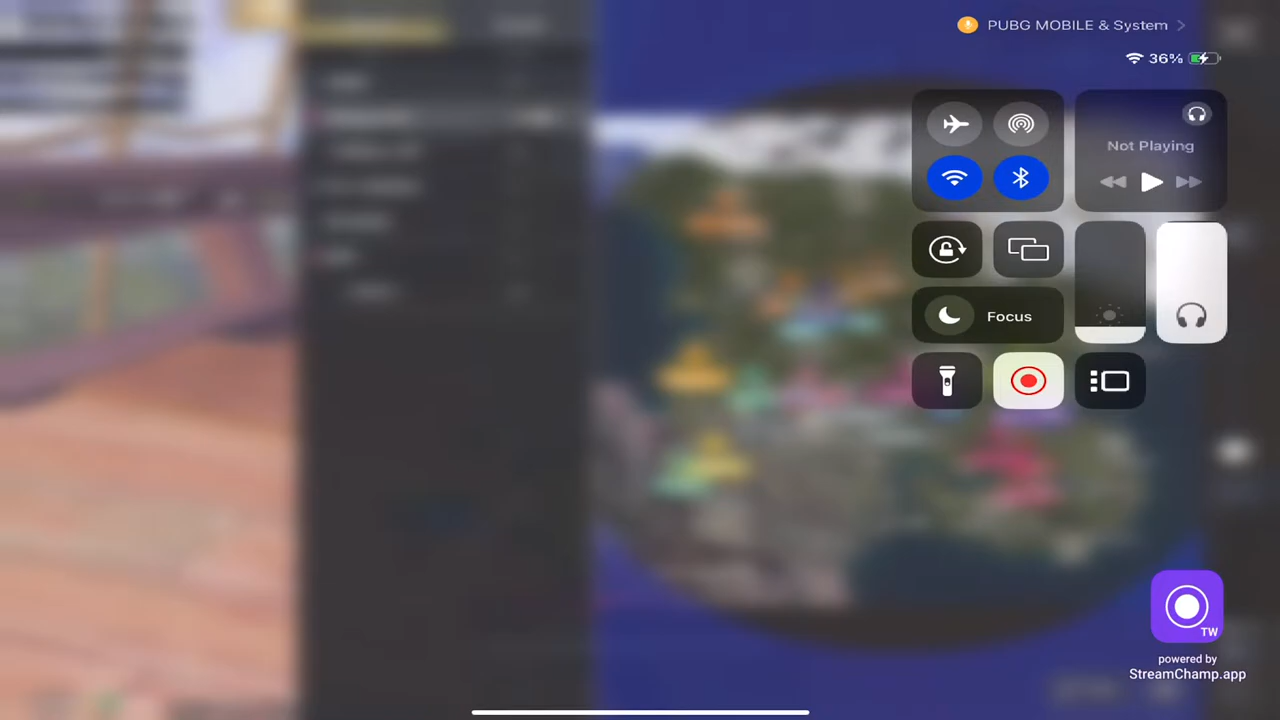 PUBG MOBILE & System
36%
Not Playing
Focus
TW
powered by
StreamChamp.app